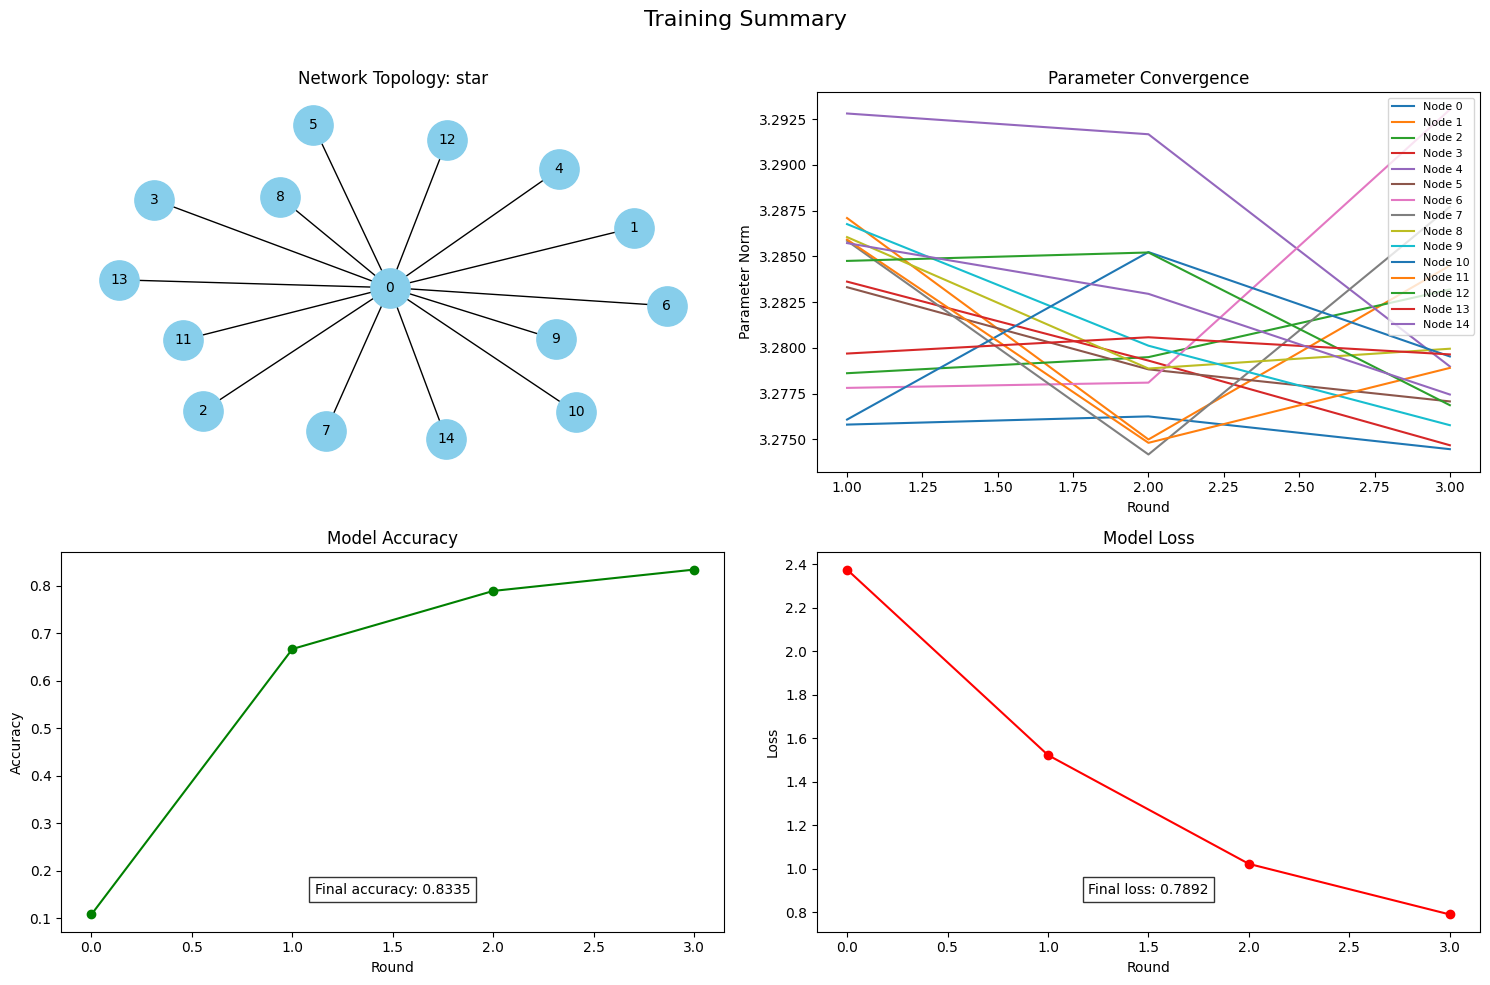 Training Summary
Network Topology: star
5
12
4
3
8
1
13
0
6
11
9
2
10
7
14
Parameter Convergence
3.2925
3.2900
3.2875
3.2850
3.2825
3.2800
3.2775
3.2750
Parameter Norm
Node 0
Node 1
Node 2
Node 3
Node 4
Node 5
Node 6
Node 7
Node 8
Node 9
Node 10
Node 11
Node 12
Node 13
Node 14
1.00 1.25 1.50 1.75 2.00 2.25 2.50 2.75 3.00
Round
Model Accuracy
0.8
0.7
0.6
0.5
0.4
0.3
0.2
0.1
Accuracy
Final accuracy: 0.8335
0.0 0.5 1.0 1.5 2.0 2.5 3.0
Round
Model Loss
2.4
2.2
2.0
1.8
1.6
1.4
1.2
1.0
0.8
Loss
Final loss: 0.7892
0.0 0.5 1.0 1.5 2.0 2.5 3.0
Round